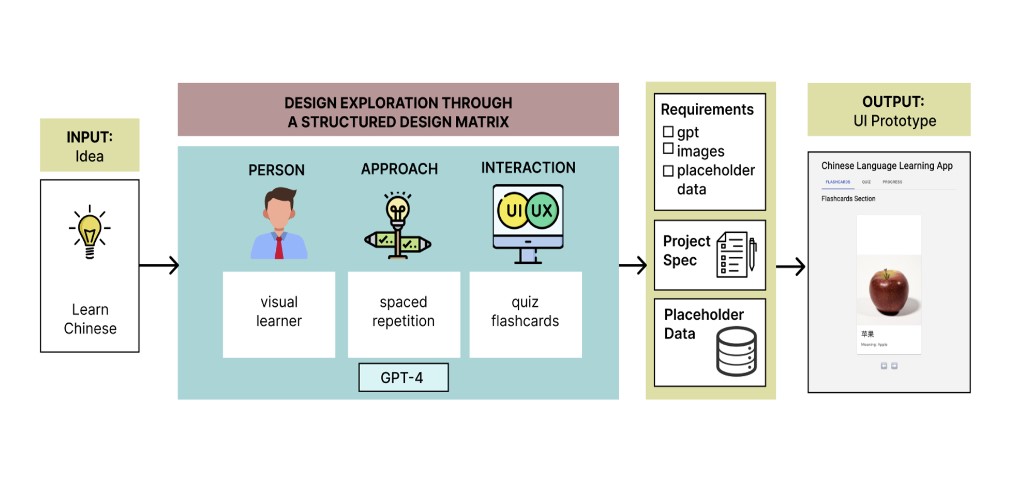 INPUT:
Idea
Learn
Chinese
DESIGN EXPLORATION THROUGH
A STRUCTURED DESIGN MATRIX
PERSON
APPROACH
INTERACTION
UI UX
visual
learner
spaced
repetition
quiz
flashcards
GPT-4
Requirements
gpt
images
placeholder
data
Project
Spec
Placeholder
Data
OUTPUT:
UI Prototype
Chinese Language Learning App
FLASHCARDS QUIZ PROGRESS
Flashcards Section
苹果
Meaning: Apple